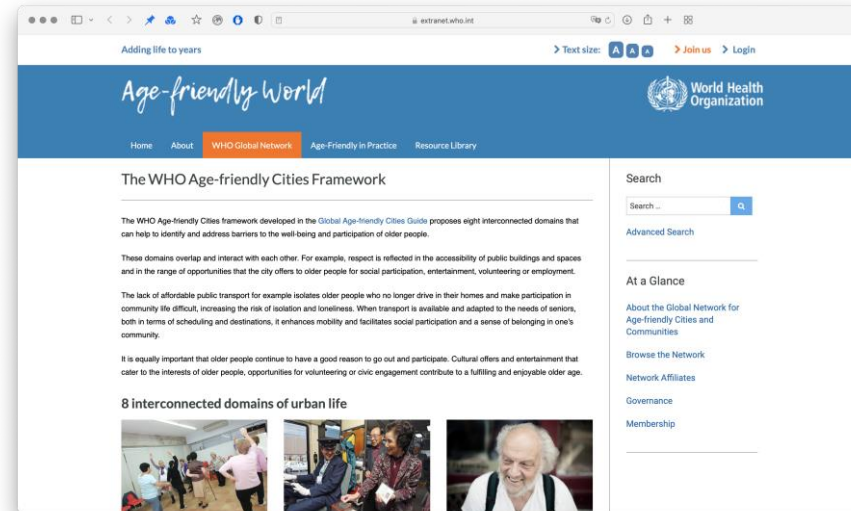 extranet.who.int
Adding life to years
Text size: A A A
Join us
Login
Age-friendly World
World Health
Organization
Home About WHO Global Network Age-Friendly in Practice Resource Library
The WHO Age-friendly Cities Framework
The WHO Age-friendly Cities framework developed in the Global Age-friendly Cities Guide proposes eight interconnected domains that
can help to identify and address barriers to the well-being and participation of older people.
These domains overlap and interact with each other. For example, respect is reflected in the accessibility of public buildings and spaces
and in the range of opportunities that the city offers to older people for social participation, entertainment, volunteering or employment.
The lack of affordable public transport for example isolates older people who no longer drive in their homes and make participation in
community life difficult, increasing the risk of isolation and loneliness. When transport is available and adapted to the needs of seniors,
both in terms of scheduling and destinations, it enhances mobility and facilitates social participation and a sense of belonging in one's
community.
It is equally important that older people continue to have a good reason to go out and participate. Cultural offers and entertainment that
cater to the interests of older people, opportunities for volunteering or civic engagement contribute to a fulfilling and enjoyable older age.
8 interconnected domains of urban life
Search
Search ...
Advanced Search
At a Glance
About the Global Network for
Age-friendly Cities and
Communities
Browse the Network
Network Affiliates
Governance
Membership